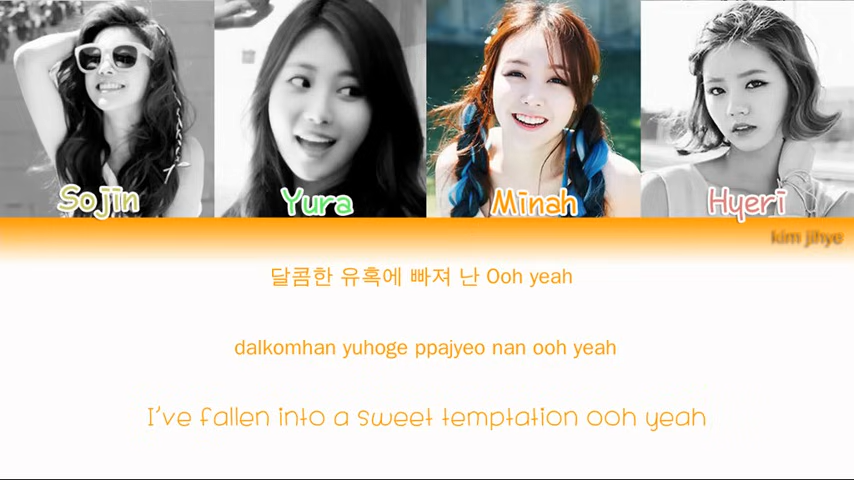 Sojin Yura Minah Hyeri
kim jihye
달콤한 유혹에 빠져 난 Ooh yeah
dalkomhan yuhoge ppajyeo nan ooh yeah
I've fallen into a sweet temptation ooh yeah